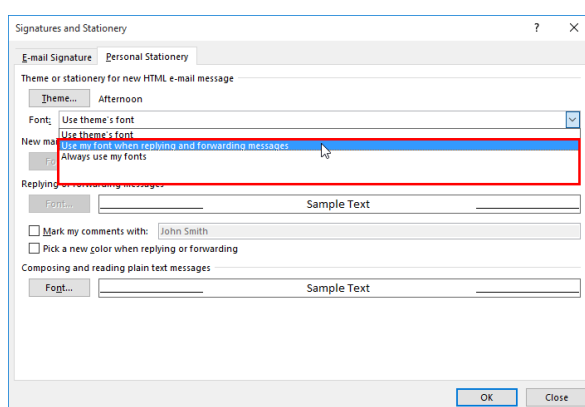 Signatures and Stationery ? ×
E-mail Signature Personal Stationery
Theme or stationery for new HTML e-mail message
Theme... Afternoon
Font: Use theme's font
Use theme's font
New mai
Use my font when replying and forwarding messages
Fo
Always use my fonts
Replying or forwarding messages
Font... Sample Text
Mark my comments with: John Smith
Pick a new color when replying or forwarding
Composing and reading plain text messages
Font... Sample Text
OK Close